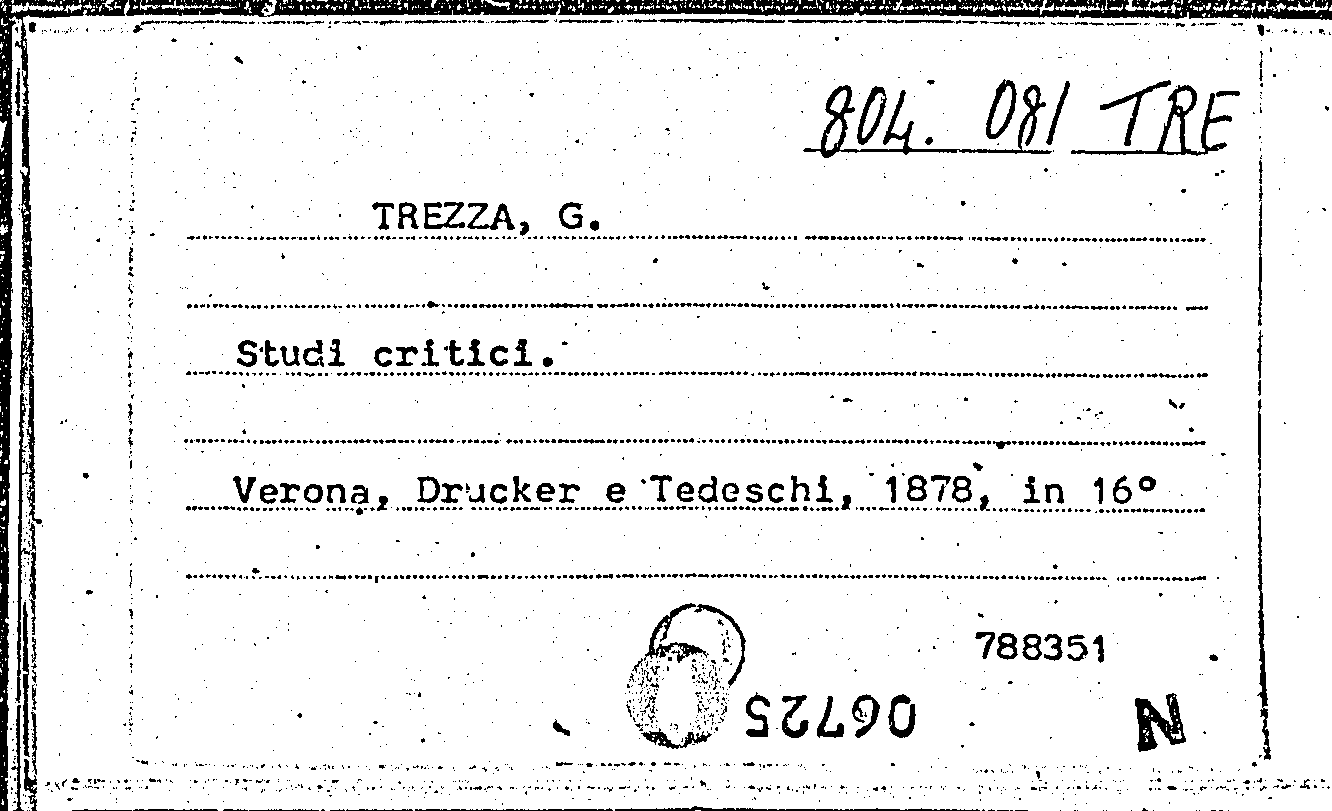 804. 081 TRE
TREZZA, G.
Studi critici.
Verona, Drucker e Tedeschi, 1878, in 16°
788351
06725
N